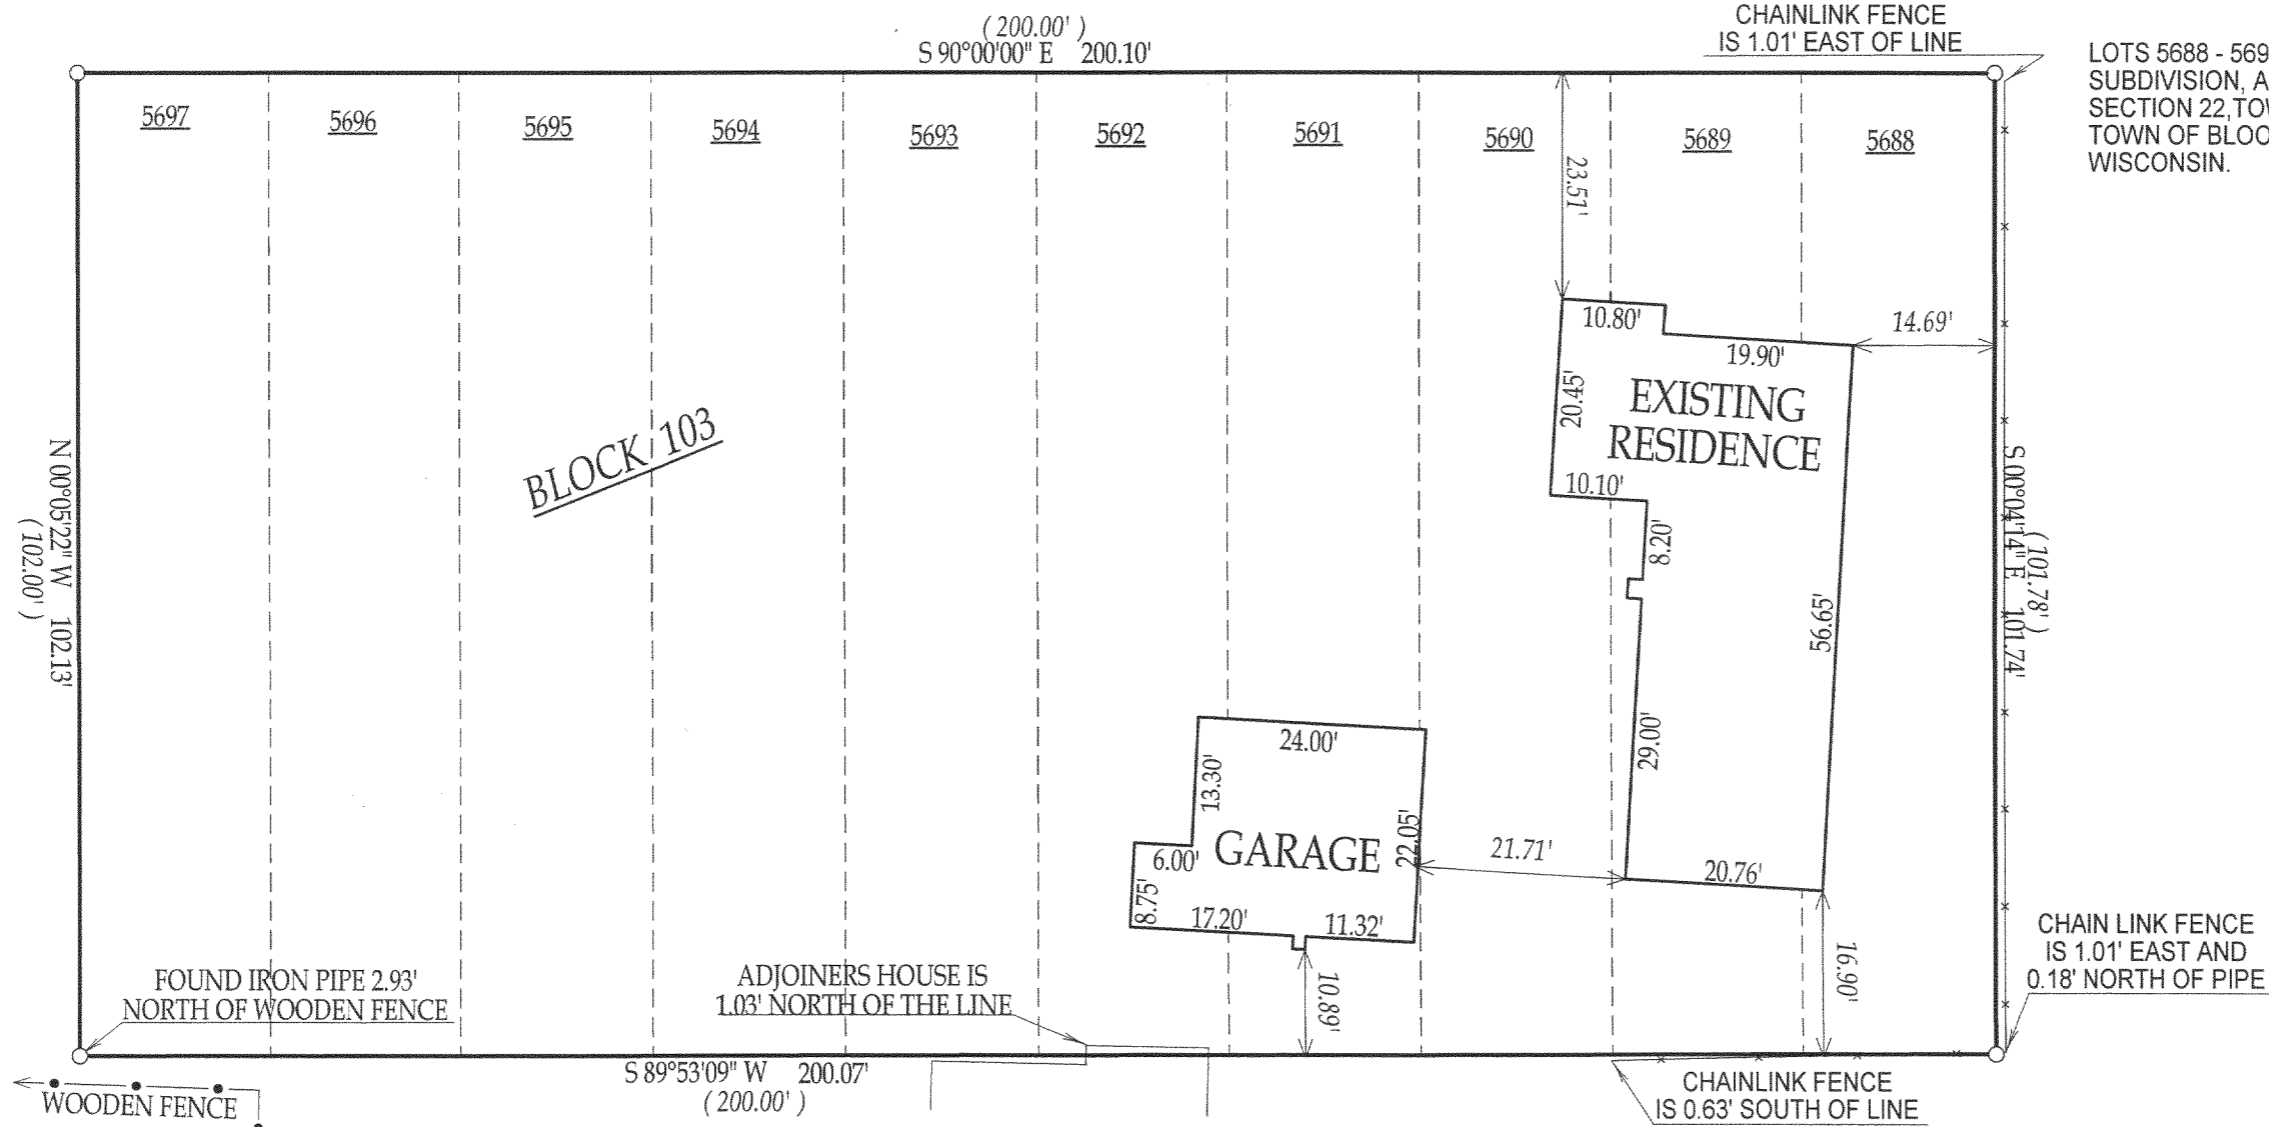 ( 200.00' )
S 90°00'00" E 200.10'
CHAINLINK FENCE
IS 1.01' EAST OF LINE
LOTS 5688 - 569
SUBDIVISION, A
SECTION 22,TOW
TOWN OF BLOO
WISCONSIN.
5697
5696
5695
5694
5693
5692
5691
5690
5689
5688
23.51'
10.80'
19.90'
14.69'
EXISTING
RESIDENCE
20.45'
10.10'
8.20'
56.65'
29.00'
20.76'
16.90'
BLOCK 103
N 00°05'22" W 102.13'
( 102.00' )
S 00°04'14" E 101.74'
( 101.78' )
24.00'
13.30'
GARAGE
22.05'
21.71'
6.00'
8.75'
17.20'
11.32'
10.89'
FOUND IRON PIPE 2.93'
NORTH OF WOODEN FENCE
ADJOINERS HOUSE IS
1.03' NORTH OF THE LINE
CHAIN LINK FENCE
IS 1.01' EAST AND
0.18' NORTH OF PIPE
S 89°53'09" W 200.07'
( 200.00' )
WOODEN FENCE
CHAINLINK FENCE
IS 0.63' SOUTH OF LINE